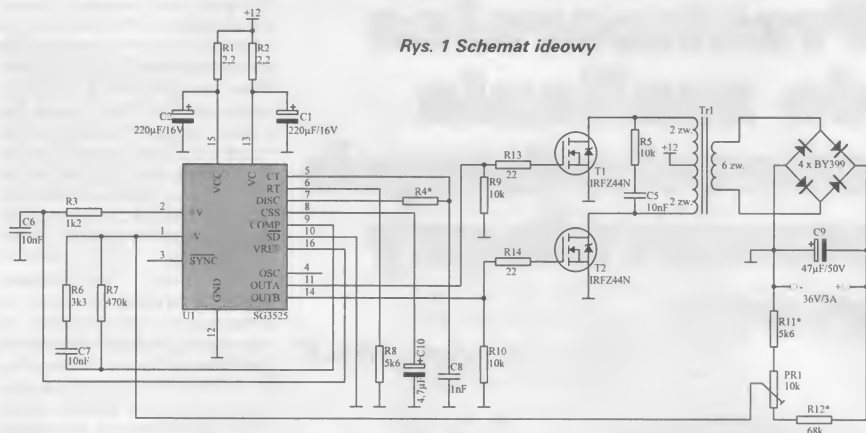 Rys. 1 Schemat ideowy
+12
R1
2,2
R2
2,2
C2
220µF/16V
C1
220µF/16V
15
13
VCC
VC
CT
RT
DISC
CSS
COMP
SD
VREF
OSC
OUTA
OUTB
+V
-V
SYNC
GND
5
6
7
8
9
10
16
4
11
14
2
1
3
12
U1
SG3525
C6
10nF
R3
1k2
R6
3k3
R7
470k
C7
10nF
R4*
R8
5k6
C10
4,7µF
C8
1nF
R9
10k
R13
22
R14
22
R10
10k
T1
IRFZ44N
T2
IRFZ44N
R5
10k
C5
10nF
Tr1
2 zw.
+12
2 zw.
6 zw.
4 x BY399
C9
+
47µF/50V
-
+
36V/3A
R11*
5k6
PR1
10k
R12*
68k